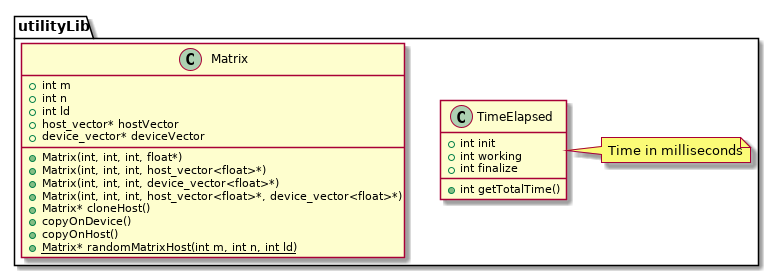 utilityLib
C Matrix
int m
int n
int ld
host_vector* hostVector
device_vector* deviceVector
Matrix(int, int, int, float*)
Matrix(int, int, int, host_vector<float>*)
Matrix(int, int, int, device_vector<float>*)
Matrix(int, int, int, host_vector<float>*, device_vector<float>*)
Matrix* cloneHost()
copyOnDevice()
copyOnHost()
Matrix* randomMatrixHost(int m, int n, int ld)
C TimeElapsed
int init
int working
int finalize
int getTotalTime()
Time in milliseconds